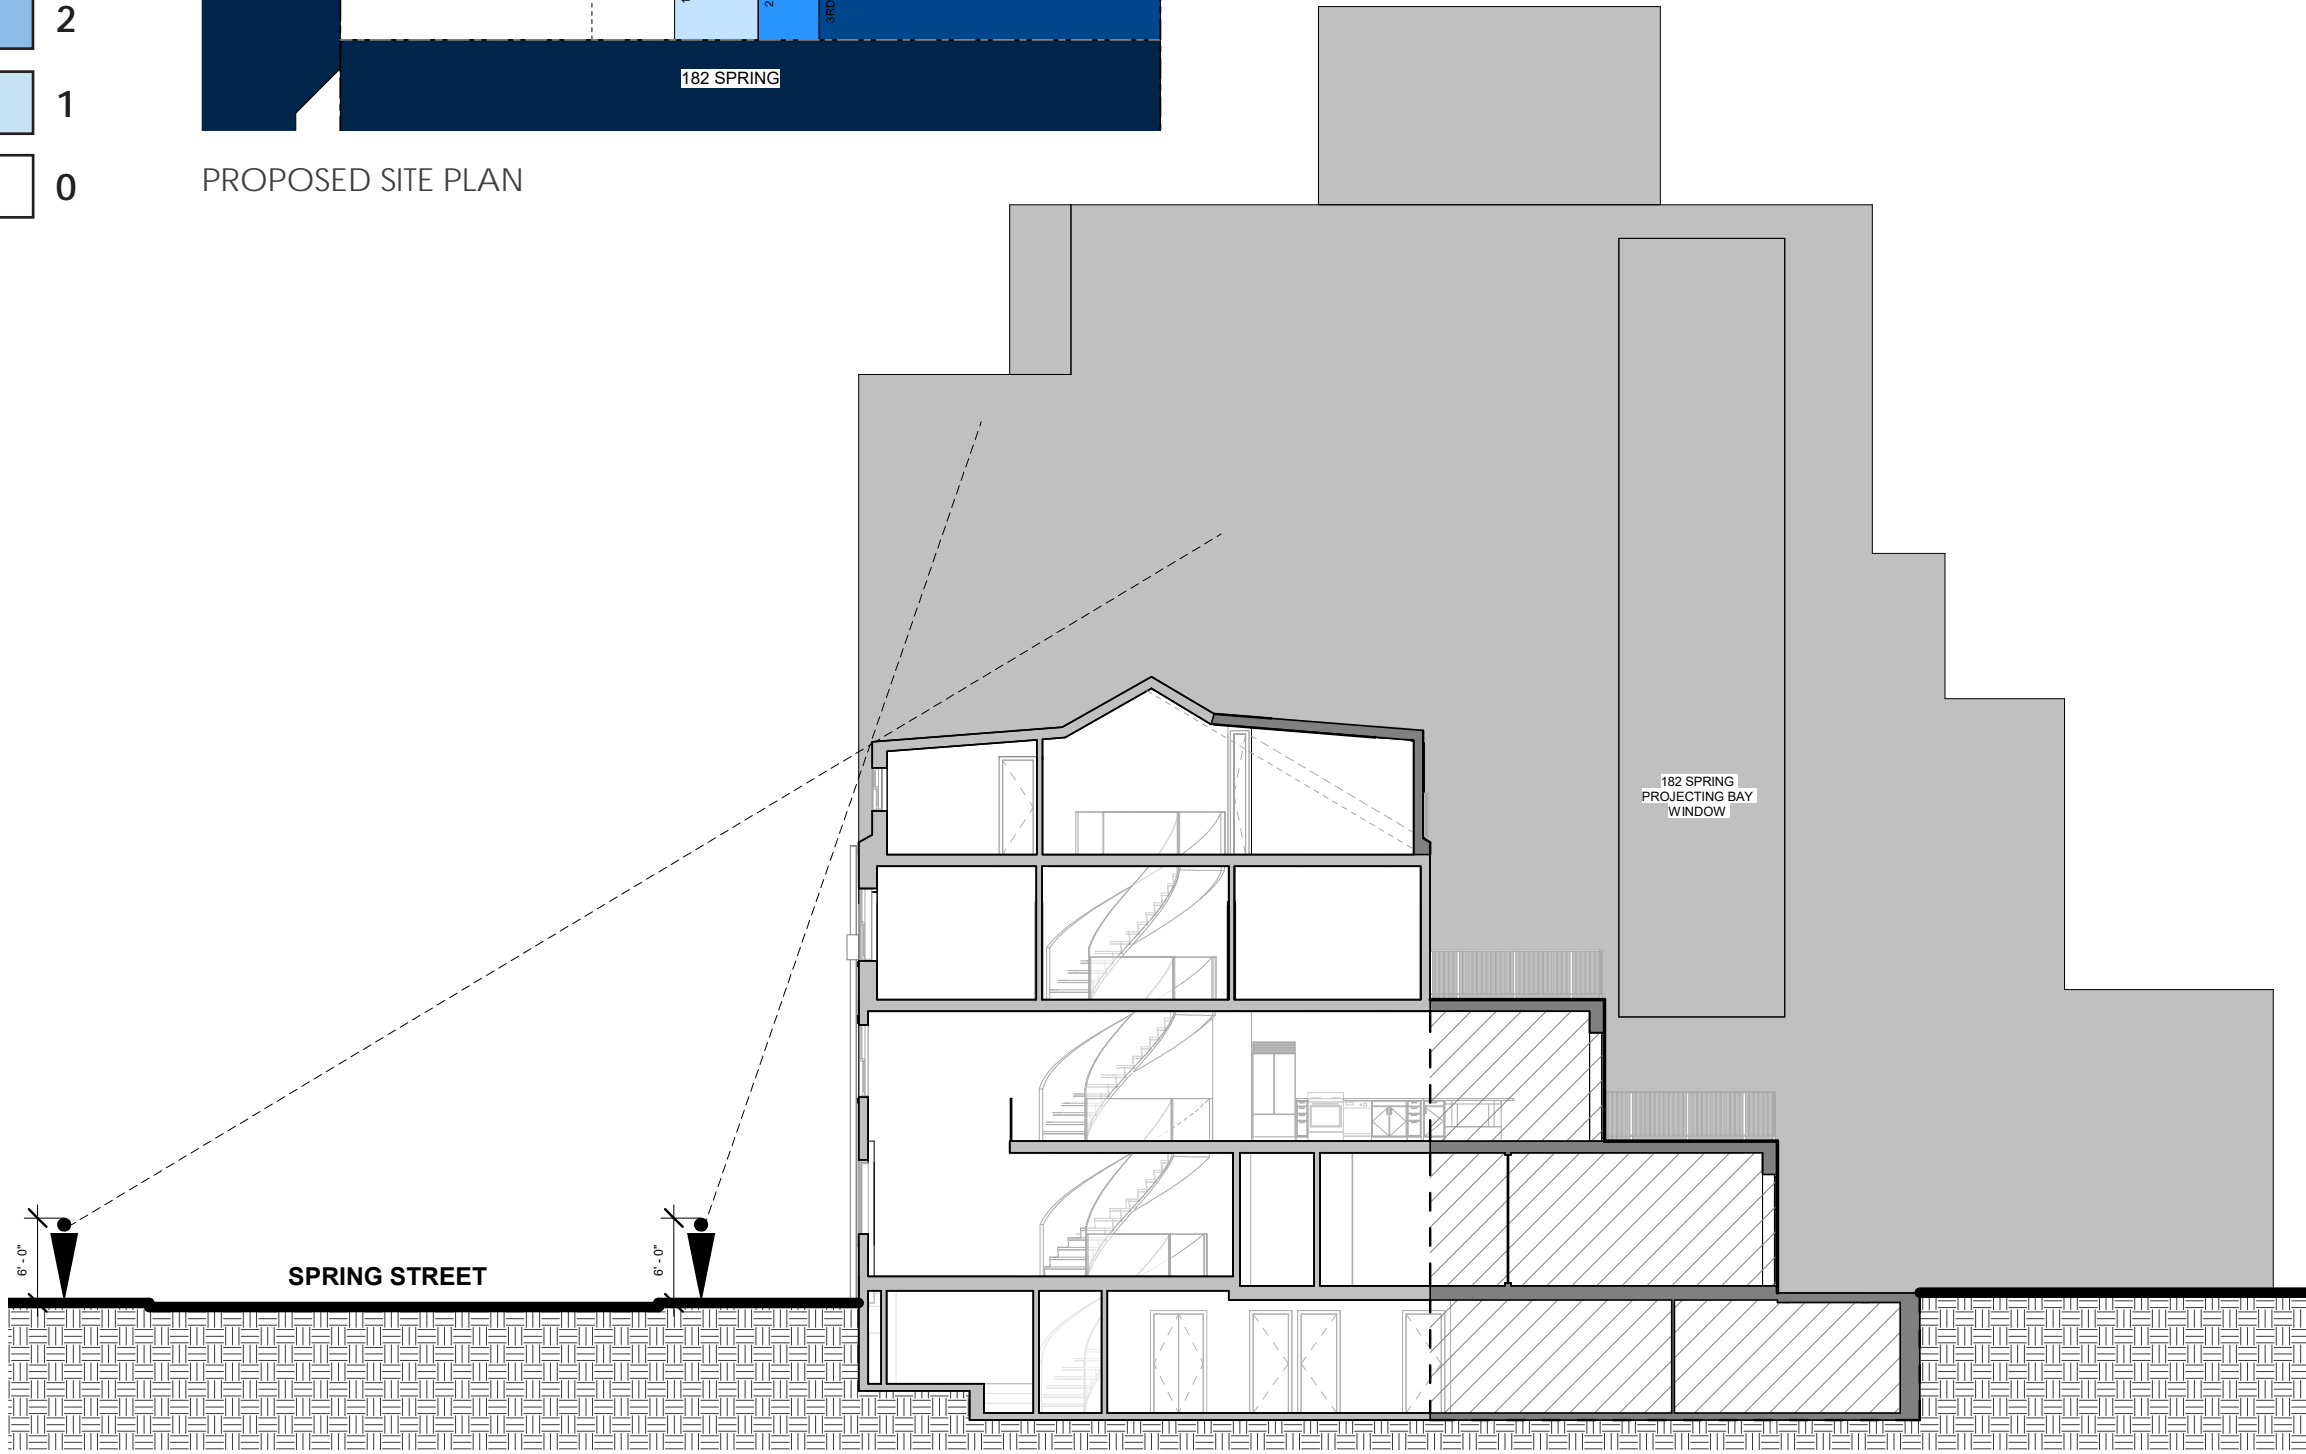 2
1
0
3RD
182 SPRING
PROPOSED SITE PLAN
182 SPRING
PROJECTING BAY
WINDOW
6' - 0"
6' - 0"
SPRING STREET